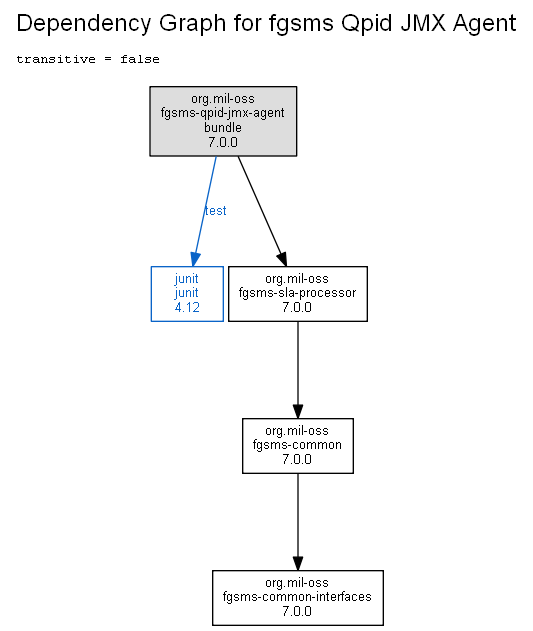 Dependency Graph for fgsms Qpid JMX Agent
transitive = false
org.mil-oss
fgsms-qpid-jmx-agent
bundle
7.0.0
test
junit
junit
4.12
org.mil-oss
fgsms-sla-processor
7.0.0
org.mil-oss
fgsms-common
7.0.0
org.mil-oss
fgsms-common-interfaces
7.0.0